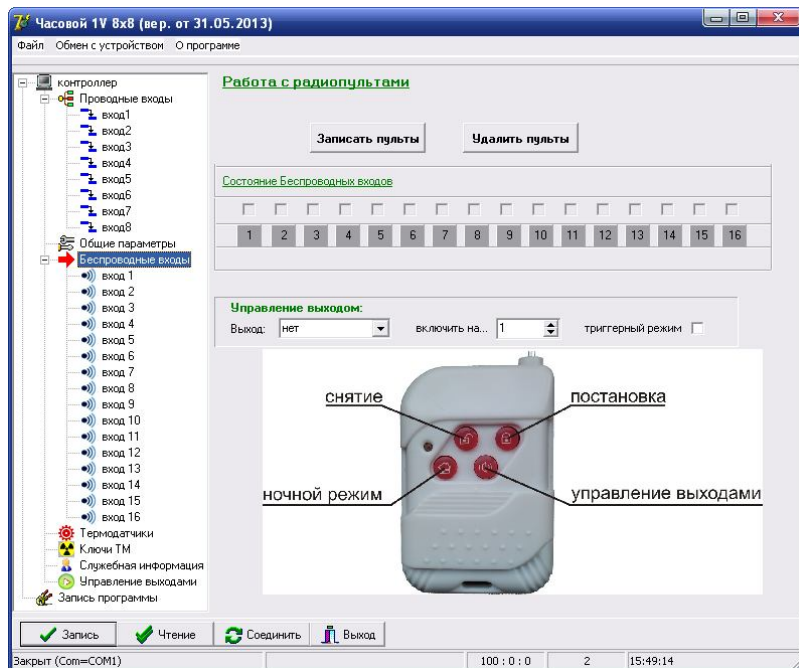 Часовой 1V 8x8 (вер. от 31.05.2013)
Файл Обмен с устройством О программе
контроллер
Проводные входы
вход1
вход2
вход3
вход4
вход5
вход6
вход7
вход8
Общие параметры
Беспроводные входы
вход 1
вход 2
вход 3
вход 4
вход 5
вход 6
вход 7
вход 8
вход 9
вход 10
вход 11
вход 12
вход 13
вход 14
вход 15
вход 16
Термодатчики
Ключи ТМ
Служебная информация
Управление выходами
Запись программы
Работа с радиопультами
Записать пульты Удалить пульты
Состояние Беспроводных входов
1 2 3 4 5 6 7 8 9 10 11 12 13 14 15 16
Управление выходом:
Выход: нет включить на... 1 триггерный режим
снятие постановка
ночной режим управление выходами
Запись Чтение Соединить Выход
Закрыт (Com=COM1) 100 : 0 : 0 2 15:49:14